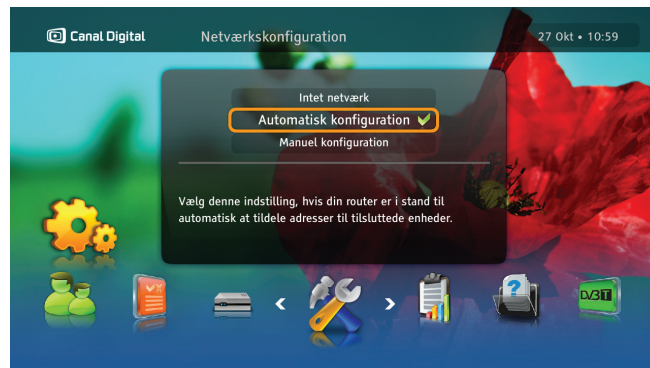 Canal Digital
Netværkskonfiguration
27 Okt • 10:59
Intet netværk
Automatisk konfiguration
Manuel konfiguration
Vælg denne indstilling, hvis din router er i stand til
automatisk at tildele adresser til tilsluttede enheder.
?
DVB T